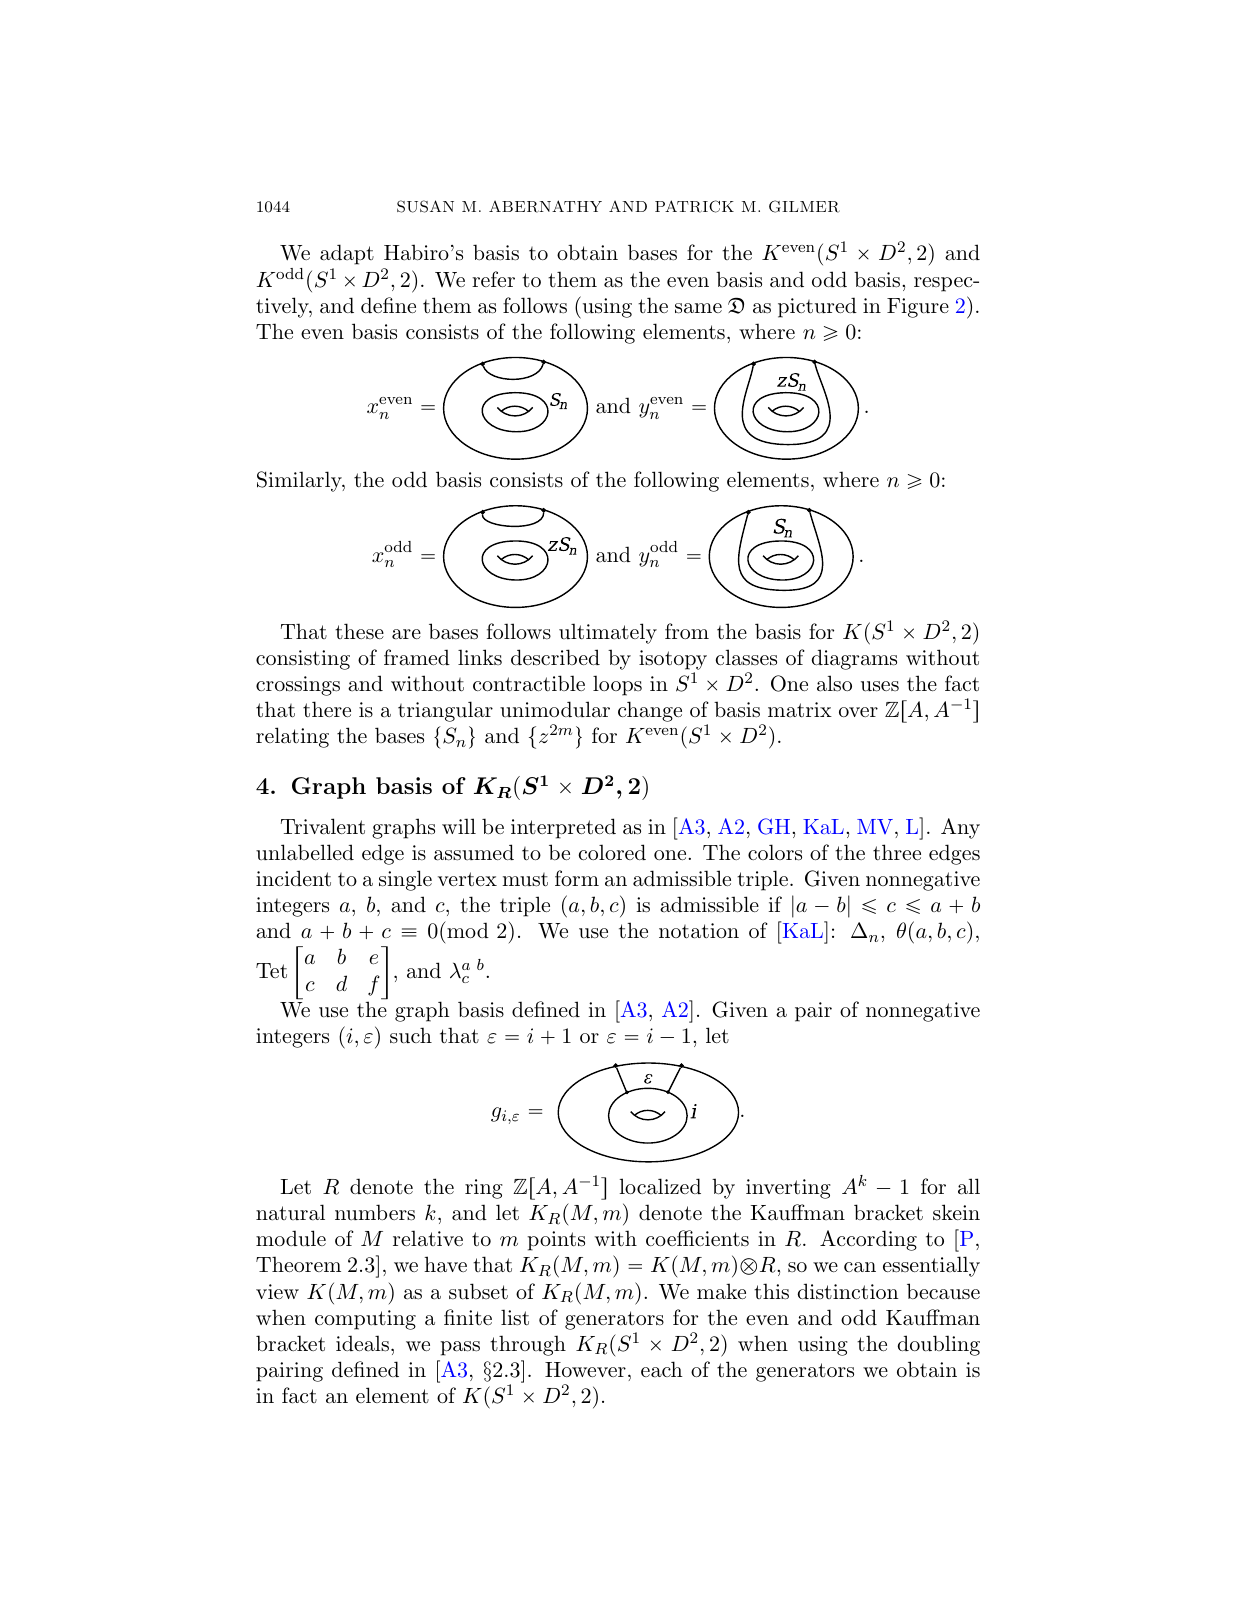 1044 SUSAN M. ABERNATHY AND PATRICK M. GILMER
We adapt Habiro's basis to obtain bases for the K^even(S^1 × D^2, 2) and
K^odd(S^1 × D^2, 2). We refer to them as the even basis and odd basis, respec-
tively, and define them as follows (using the same 𝔇 as pictured in Figure 2).
The even basis consists of the following elements, where n ⩾ 0:
x_n^even = S_n and y_n^even = zS_n .
Similarly, the odd basis consists of the following elements, where n ⩾ 0:
x_n^odd = zS_n and y_n^odd = S_n .
That these are bases follows ultimately from the basis for K(S^1 × D^2, 2)
consisting of framed links described by isotopy classes of diagrams without
crossings and without contractible loops in S^1 × D^2. One also uses the fact
that there is a triangular unimodular change of basis matrix over ℤ[A, A^−1]
relating the bases {S_n} and {z^2m} for K^even(S^1 × D^2).
4. Graph basis of K_R(S^1 × D^2, 2)
Trivalent graphs will be interpreted as in [A3, A2, GH, KaL, MV, L]. Any
unlabelled edge is assumed to be colored one. The colors of the three edges
incident to a single vertex must form an admissible triple. Given nonnegative
integers a, b, and c, the triple (a, b, c) is admissible if |a − b| ⩽ c ⩽ a + b
and a + b + c ≡ 0(mod 2). We use the notation of [KaL]: Δ_n, θ(a, b, c),
Tet [a b e; c d f], and λ_c^{a b}.
We use the graph basis defined in [A3, A2]. Given a pair of nonnegative
integers (i, ε) such that ε = i + 1 or ε = i − 1, let
g_{i,ε} = ε i .
Let R denote the ring ℤ[A, A^−1] localized by inverting A^k − 1 for all
natural numbers k, and let K_R(M, m) denote the Kauffman bracket skein
module of M relative to m points with coefficients in R. According to [P,
Theorem 2.3], we have that K_R(M, m) = K(M, m)⊗R, so we can essentially
view K(M, m) as a subset of K_R(M, m). We make this distinction because
when computing a finite list of generators for the even and odd Kauffman
bracket ideals, we pass through K_R(S^1 × D^2, 2) when using the doubling
pairing defined in [A3, §2.3]. However, each of the generators we obtain is
in fact an element of K(S^1 × D^2, 2).